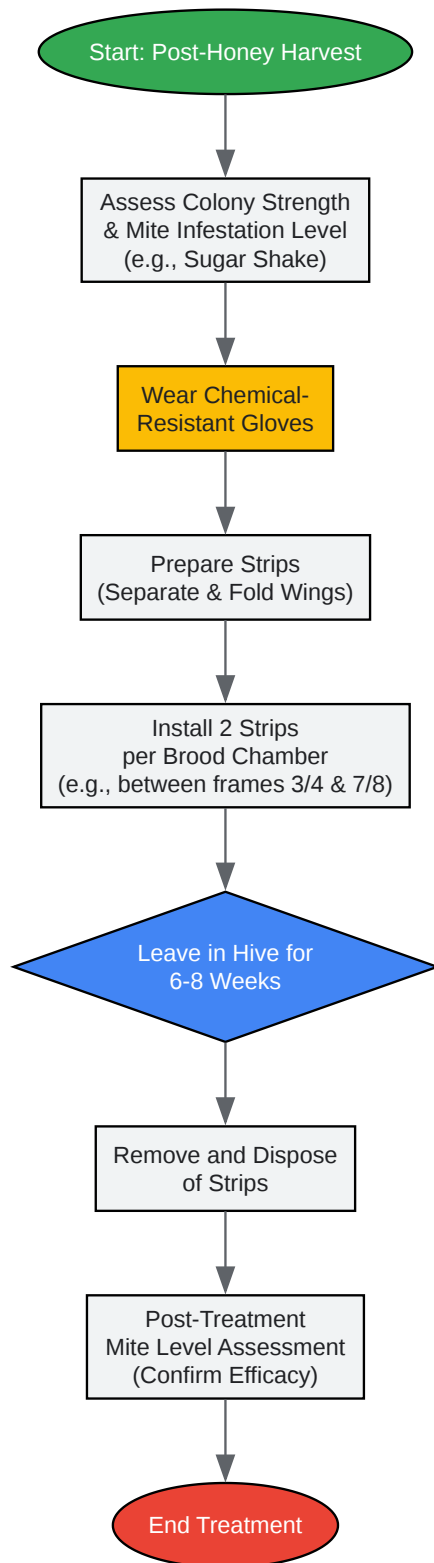 Start: Post-Honey Harvest
Assess Colony Strength
& Mite Infestation Level
(e.g., Sugar Shake)
Wear Chemical-
Resistant Gloves
Prepare Strips
(Separate & Fold Wings)
Install 2 Strips
per Brood Chamber
(e.g., between frames 3/4 & 7/8)
Leave in Hive for
6-8 Weeks
Remove and Dispose
of Strips
Post-Treatment
Mite Level Assessment
(Confirm Efficacy)
End Treatment